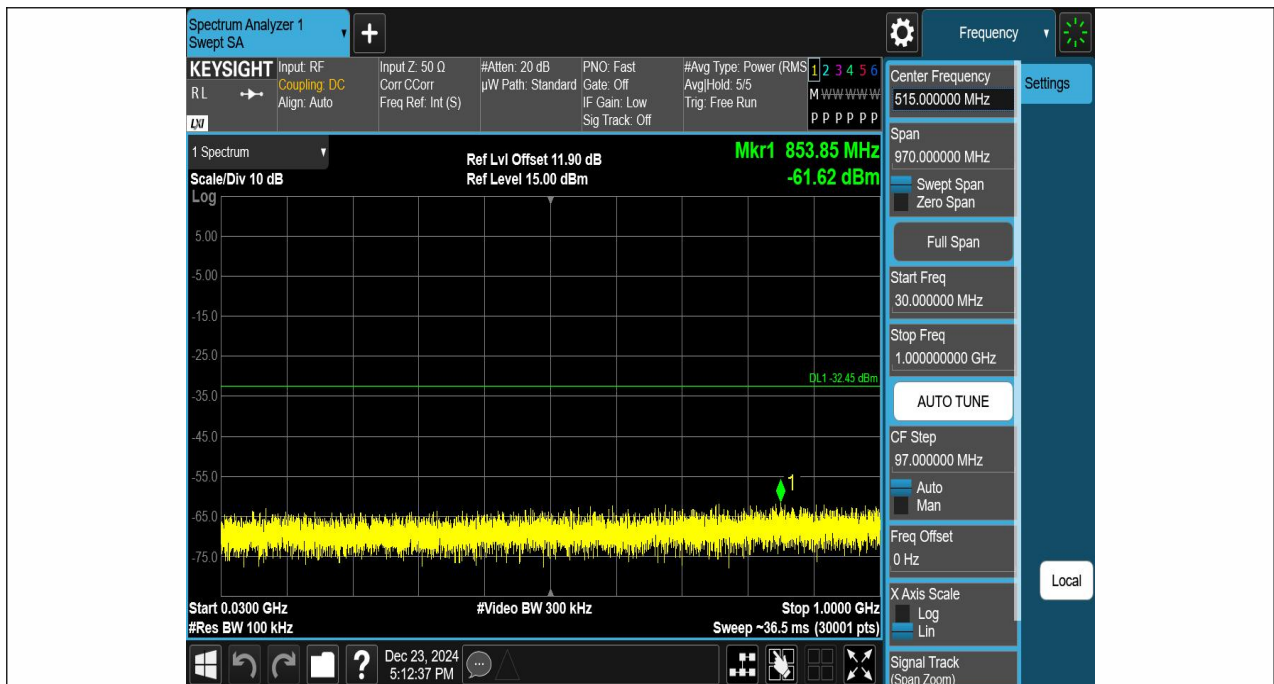 Spectrum Analyzer 1
Swept SA
+
Frequency
KEYSIGHT
R L
LXI
Input: RF
Coupling: DC
Align: Auto
Input Z: 50 Ω
Corr CCorr
Freq Ref: Int (S)
#Atten: 20 dB
µW Path: Standard
PNO: Fast
Gate: Off
IF Gain: Low
Sig Track: Off
#Avg Type: Power (RMS
Avg|Hold: 5/5
Trig: Free Run
1 2 3 4 5 6
M W W W W W
P P P P P P
1 Spectrum
Scale/Div 10 dB
Log
Ref Lvl Offset 11.90 dB
Ref Level 15.00 dBm
Mkr1 853.85 MHz
-61.62 dBm
5.00
-5.00
-15.0
-25.0
DL1 -32.45 dBm
-35.0
-45.0
-55.0
1
-65.0
-75.0
Start 0.0300 GHz
#Video BW 300 kHz
Stop 1.0000 GHz
#Res BW 100 kHz
Sweep ~36.5 ms (30001 pts)
?
Dec 23, 2024
5:12:37 PM
Center Frequency
515.000000 MHz
Settings
Span
970.000000 MHz
Swept Span
Zero Span
Full Span
Start Freq
30.000000 MHz
Stop Freq
1.000000000 GHz
AUTO TUNE
CF Step
97.000000 MHz
Auto
Man
Freq Offset
0 Hz
X Axis Scale
Log
Lin
Signal Track
(Span Zoom)
Local